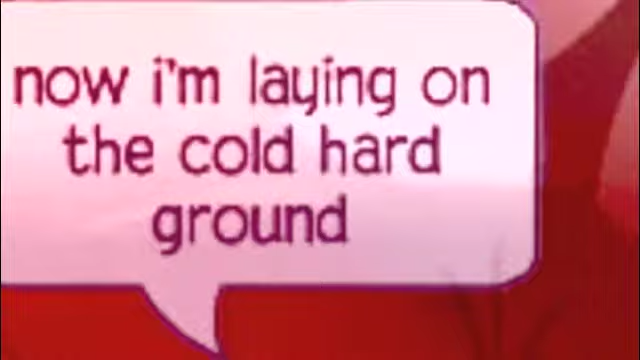 now i'm laying on
the cold hard
ground